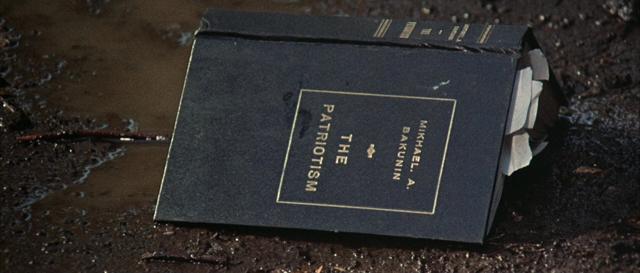 MIKHAEL. A.
BAKUNIN
THE
PATRIOTISM